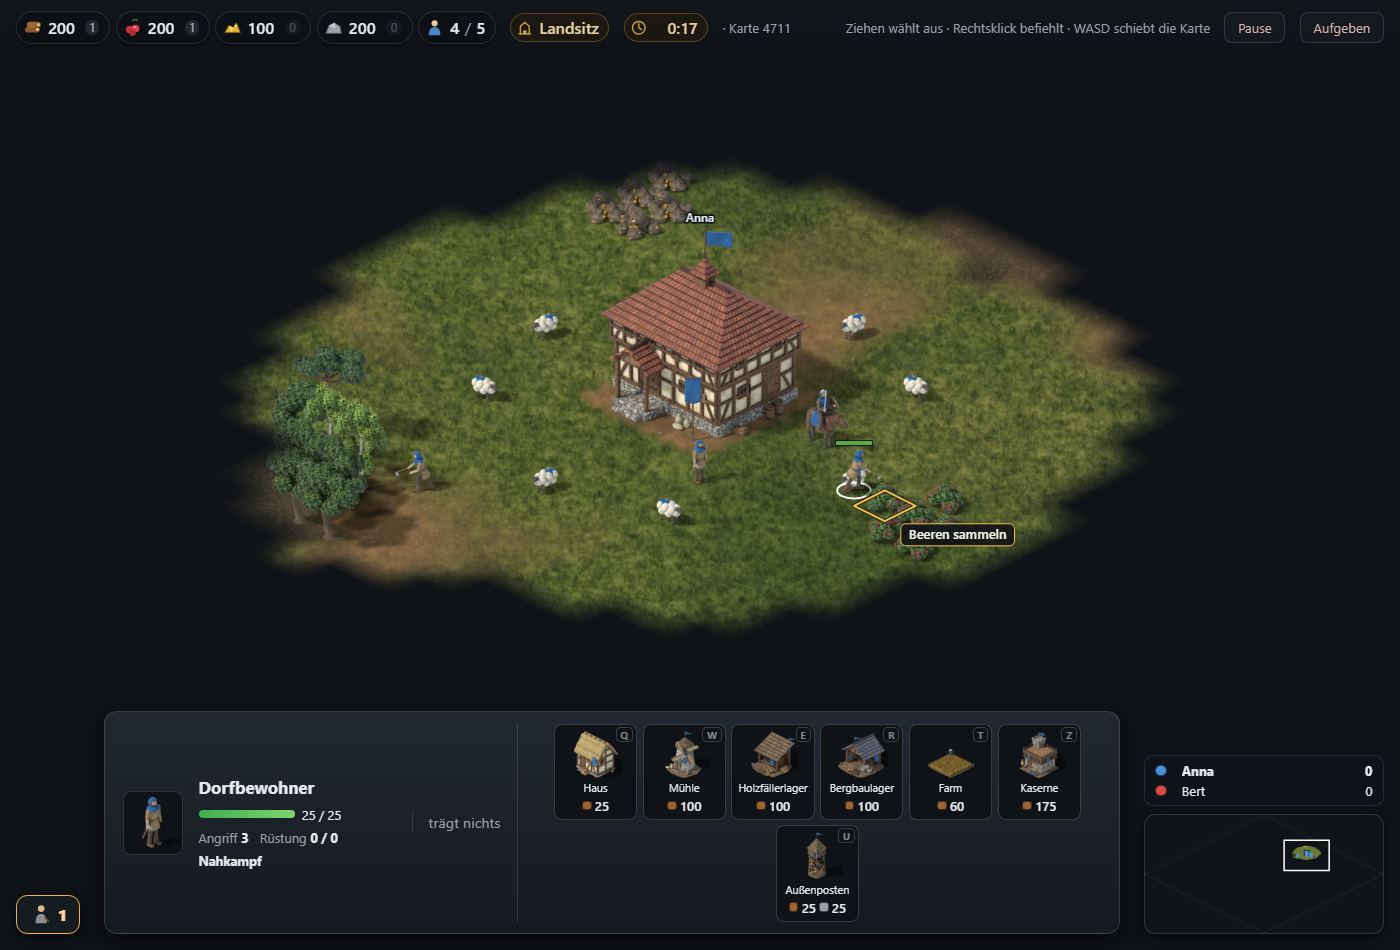 200 1 200 1 100 0 200 0 4 / 5 Landsitz 0:17 · Karte 4711 Ziehen wählt aus · Rechtsklick befiehlt · WASD schiebt die Karte Pause Aufgeben
Anna
Beeren sammeln
Dorfbewohner
25 / 25
Angriff 3 Rüstung 0 / 0
Nahkampf
trägt nichts
Q W E R T Z
Haus Mühle Holzfällerlager Bergbaulager Farm Kaserne
25 100 100 100 60 175
U
Außenposten
25 25
Anna 0
Bert 0
1